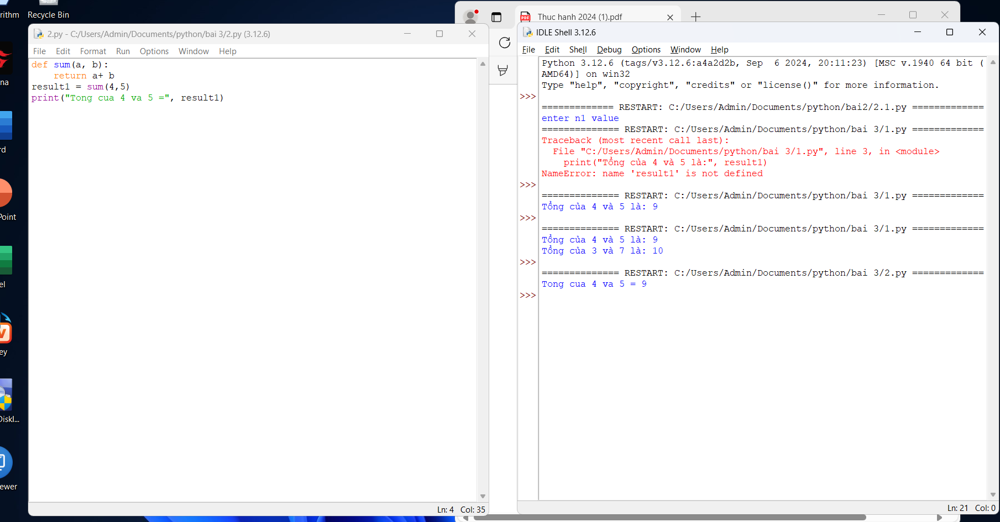 rithm
Recycle Bin
na
rd
Point
el
ey
Diskl...
ewer
Thuc hanh 2024 (1).pdf
2.py - C:/Users/Admin/Documents/python/bai 3/2.py (3.12.6)
File Edit Format Run Options Window Help
def sum(a, b):
    return a+ b
result1 = sum(4,5)
print("Tong cua 4 va 5 =", result1)
Ln: 4 Col: 35
IDLE Shell 3.12.6
File Edit Shell Debug Options Window Help
Python 3.12.6 (tags/v3.12.6:a4a2d2b, Sep  6 2024, 20:11:23) [MSC v.1940 64 bit (
AMD64)] on win32
Type "help", "copyright", "credits" or "license()" for more information.
>>>
============= RESTART: C:/Users/Admin/Documents/python/bai2/2.1.py =============
enter n1 value
============== RESTART: C:/Users/Admin/Documents/python/bai 3/1.py =============
Traceback (most recent call last):
  File "C:/Users/Admin/Documents/python/bai 3/1.py", line 3, in <module>
    print("Tổng của 4 và 5 là:", result1)
NameError: name 'result1' is not defined
>>>
============== RESTART: C:/Users/Admin/Documents/python/bai 3/1.py =============
Tổng của 4 và 5 là: 9
>>>
============== RESTART: C:/Users/Admin/Documents/python/bai 3/1.py =============
Tổng của 4 và 5 là: 9
Tổng của 3 và 7 là: 10
>>>
============== RESTART: C:/Users/Admin/Documents/python/bai 3/2.py =============
Tong cua 4 va 5 = 9
>>>
Ln: 21 Col: 0